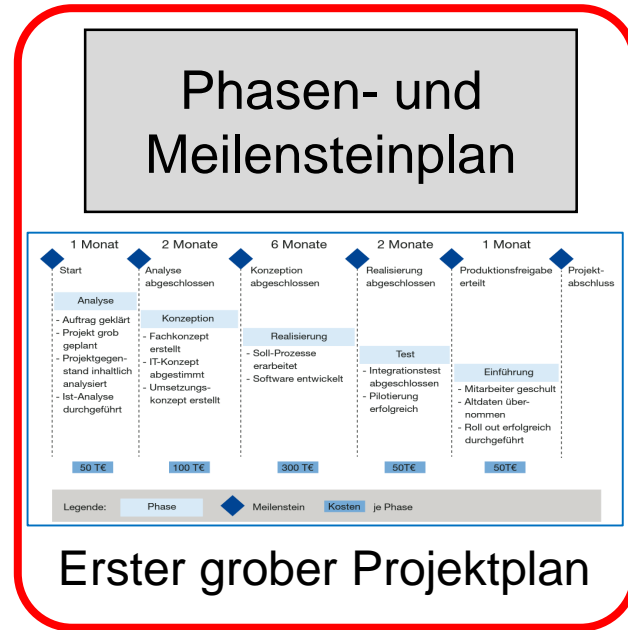 Phasen- und
Meilensteinplan
1 Monat
2 Monate
6 Monate
2 Monate
1 Monat
Start
Analyse
abgeschlossen
Konzeption
abgeschlossen
Realisierung
abgeschlossen
Produktionsfreigabe
erteilt
Projekt-
abschluss
Analyse
- Auftrag geklärt
- Projekt grob
geplant
- Projektgegen-
stand inhaltlich
analysiert
- Ist-Analyse
durchgeführt
Konzeption
- Fachkonzept
erstellt
- IT-Konzept
abgestimmt
- Umsetzungs-
konzept erstellt
Realisierung
- Soll-Prozesse
erarbeitet
- Software entwickelt
Test
- Integrationstest
abgeschlossen
- Pilotierung
erfolgreich
Einführung
- Mitarbeiter geschult
- Altdaten über-
nommen
- Roll out erfolgreich
durchgeführt
50 T€
100 T€
300 T€
50T€
50T€
Legende:
Phase
Meilenstein
Kosten
je Phase
Erster grober Projektplan